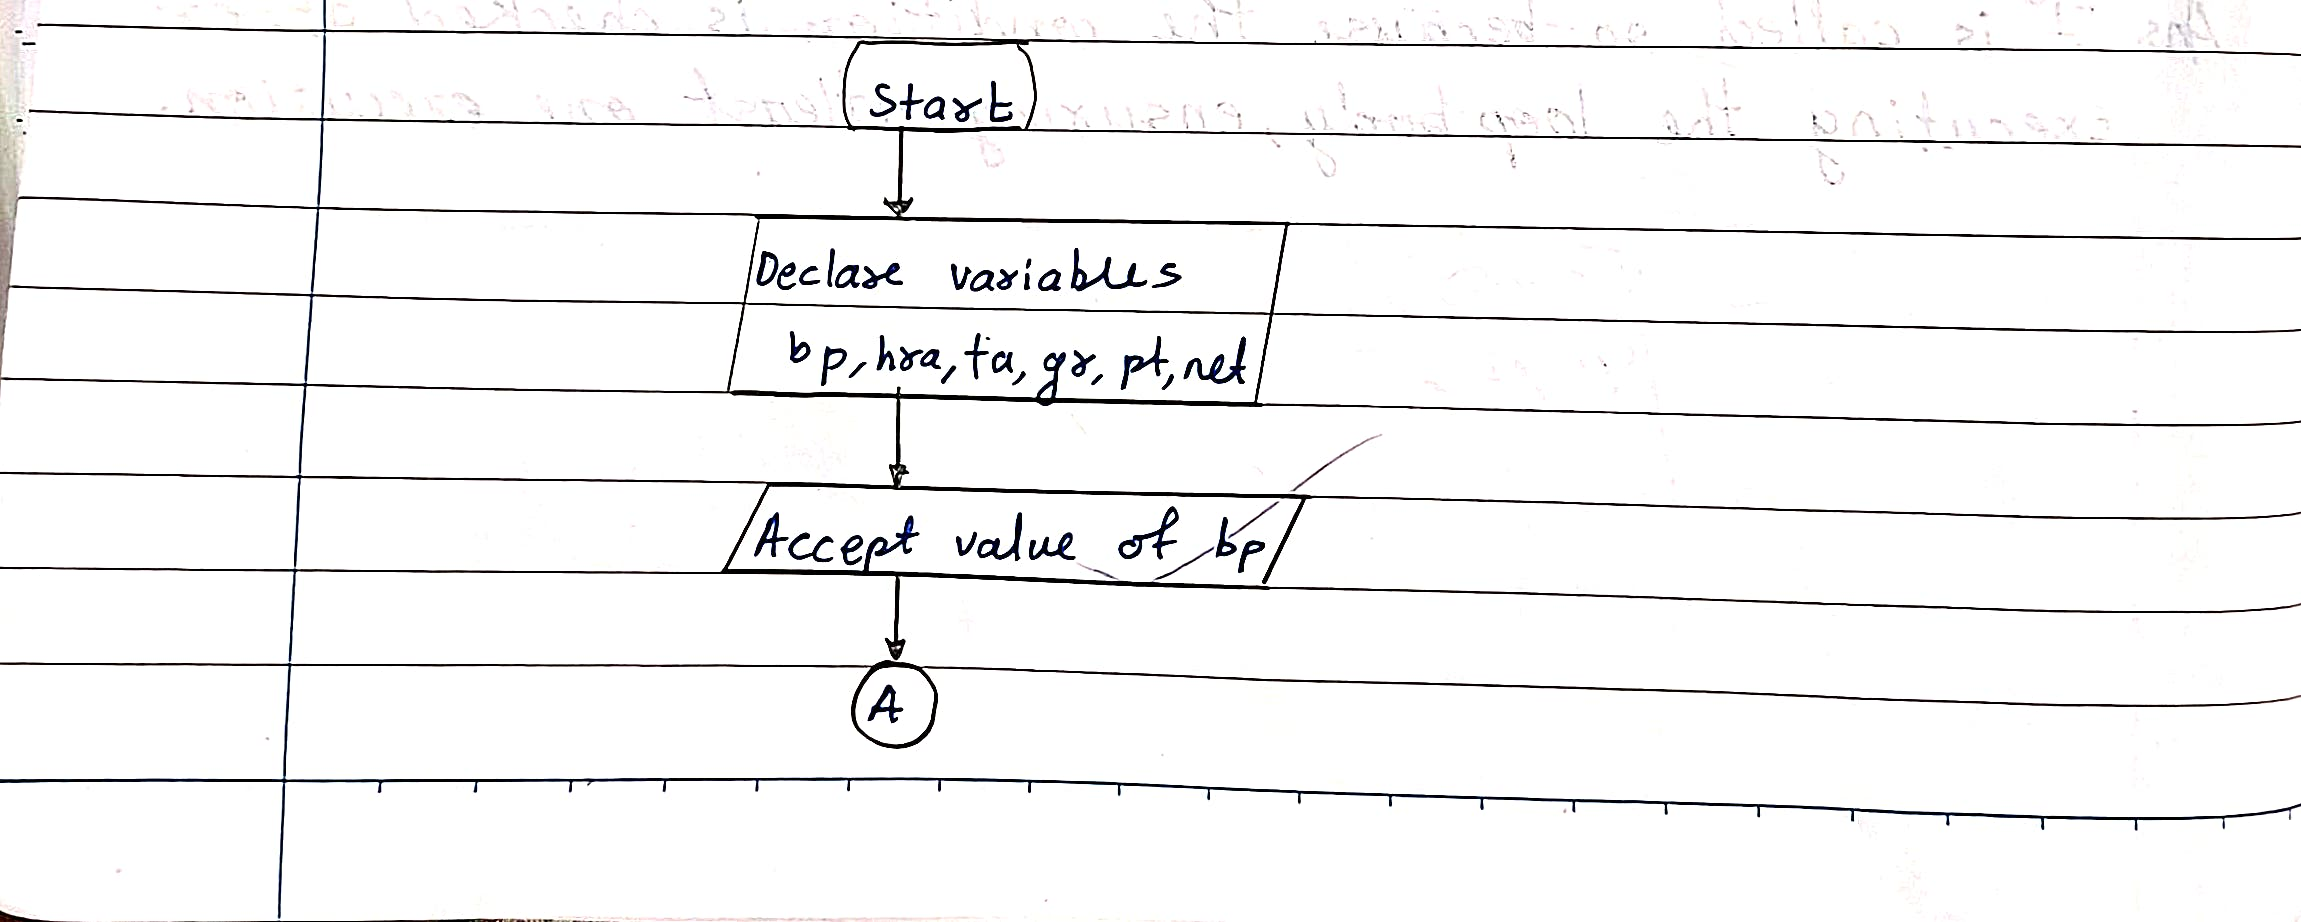 Start
Declare variables
bp, hra, ta, gr, pt, net
Accept value of bp
A